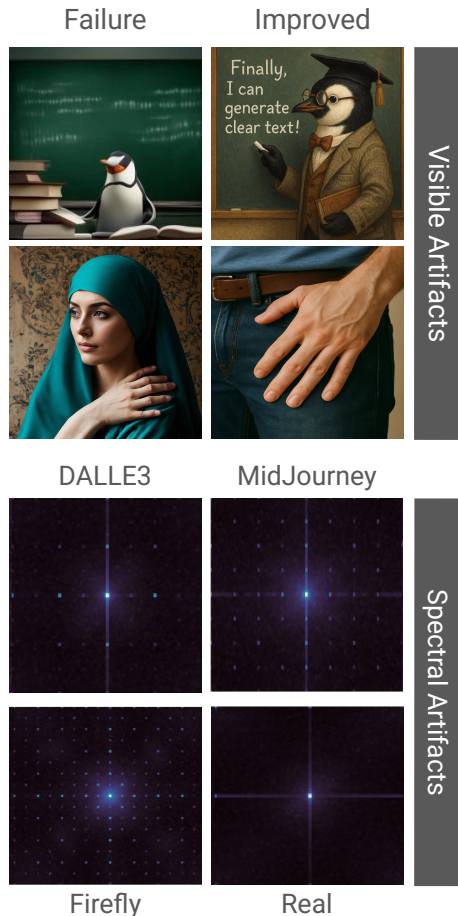 Failure
Improved
Finally,
I can
generate
clear text!
Visible Artifacts
DALLE3
MidJourney
Spectral Artifacts
Firefly
Real